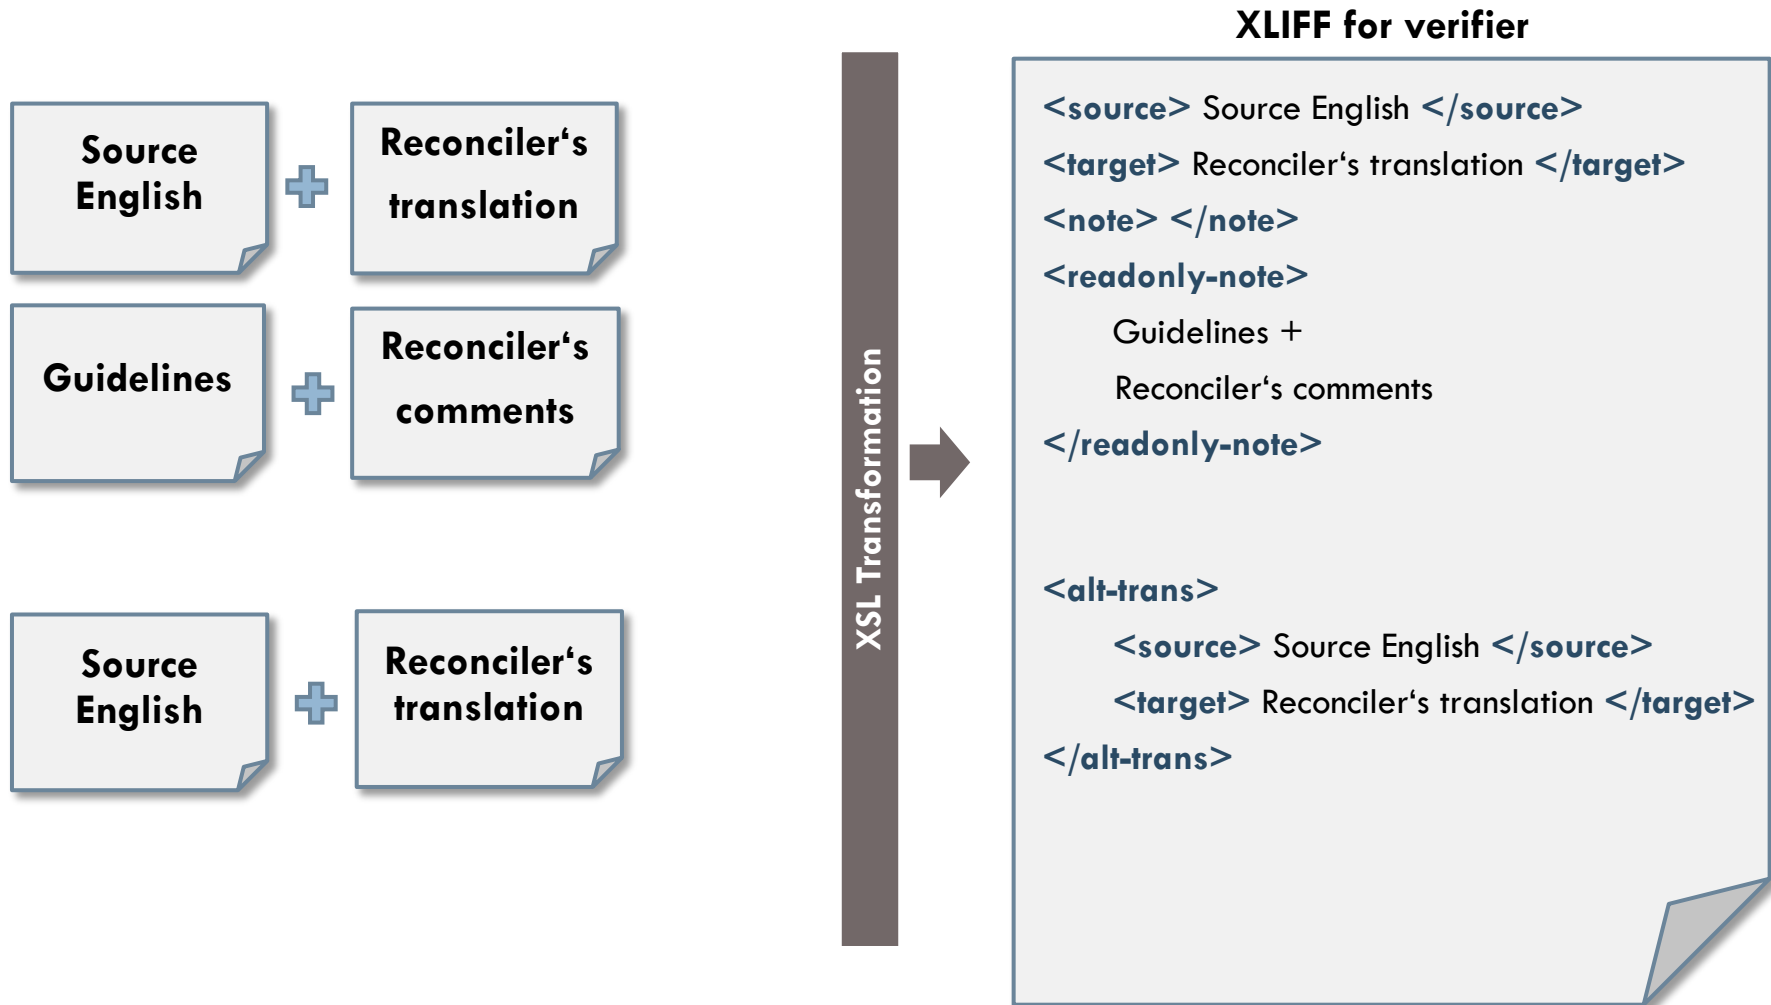 Source
English
Reconciler‘s
translation
Guidelines
Reconciler‘s
comments
Source
English
Reconciler‘s
translation
XSL Transformation
XLIFF for verifier
<source> Source English </source>
<target> Reconciler‘s translation </target>
<note> </note>
<readonly-note>
Guidelines +
Reconciler‘s comments
</readonly-note>
<alt-trans>
<source> Source English </source>
<target> Reconciler‘s translation </target>
</alt-trans>